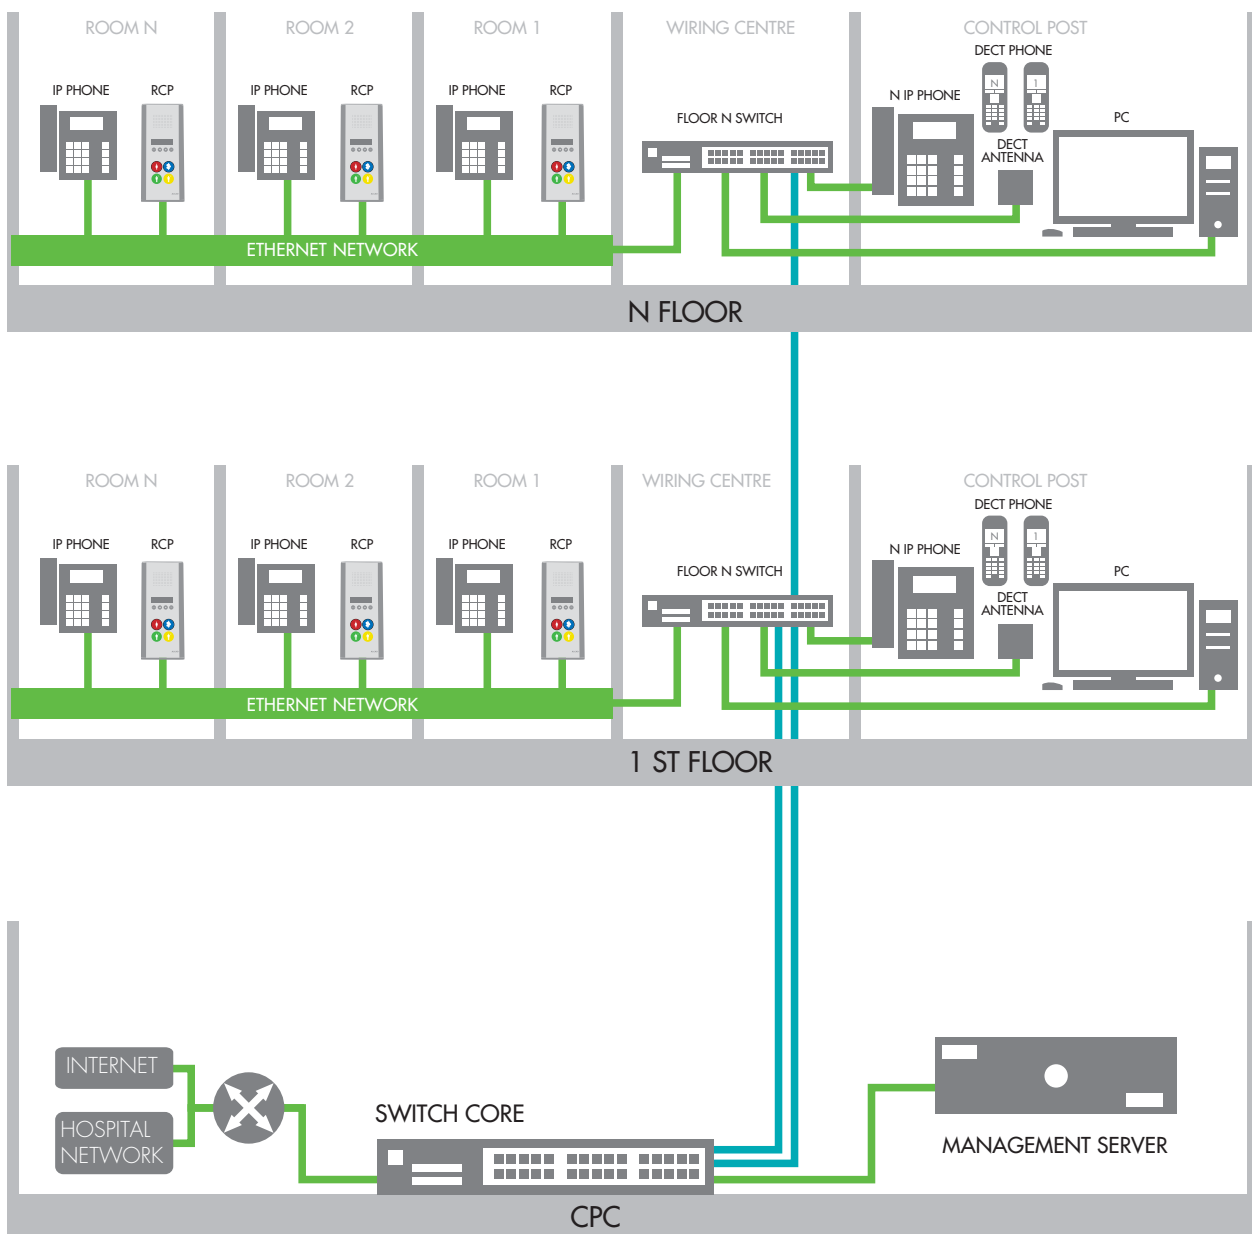 ROOM N
ROOM 2
ROOM 1
WIRING CENTRE
CONTROL POST
DECT PHONE
IP PHONE
RCP
IP PHONE
RCP
IP PHONE
RCP
N IP PHONE
N
1
FLOOR N SWITCH
PC
DECT
ANTENNA
ETHERNET NETWORK
N FLOOR
ROOM N
ROOM 2
ROOM 1
WIRING CENTRE
CONTROL POST
DECT PHONE
IP PHONE
RCP
IP PHONE
RCP
IP PHONE
RCP
N IP PHONE
N
1
FLOOR N SWITCH
PC
DECT
ANTENNA
ETHERNET NETWORK
1 ST FLOOR
INTERNET
HOSPITAL
NETWORK
SWITCH CORE
MANAGEMENT SERVER
CPC